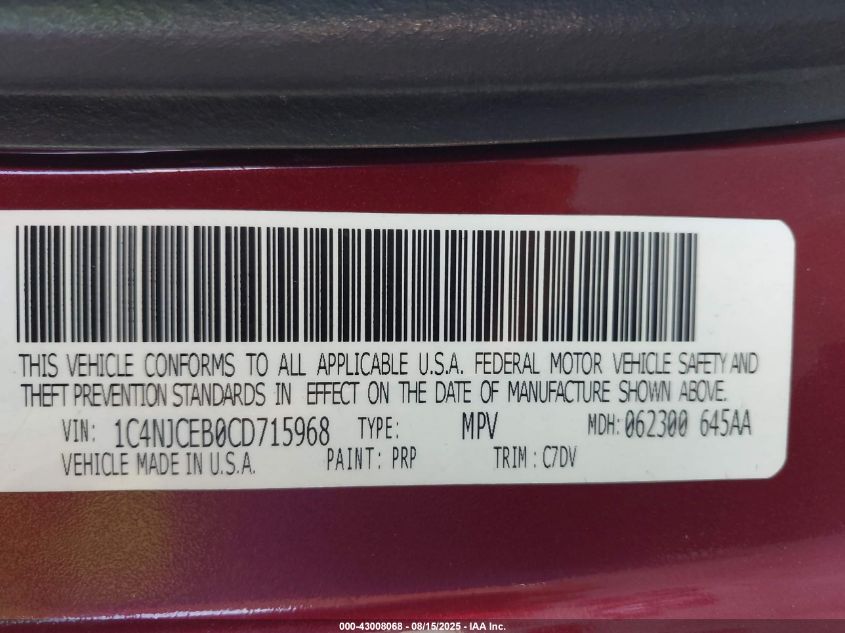 THIS VEHICLE CONFORMS TO ALL APPLICABLE U.S.A. FEDERAL MOTOR VEHICLE SAFETY AND
THEFT PREVENTION STANDARDS IN EFFECT ON THE DATE OF MANUFACTURE SHOWN ABOVE.
VIN: 1C4NJCEB0CD715968 TYPE: MPV MDH: 062300 645AA
VEHICLE MADE IN U.S.A. PAINT: PRP TRIM: C7DV
000-43008068 - 08/15/2025 - IAA Inc.